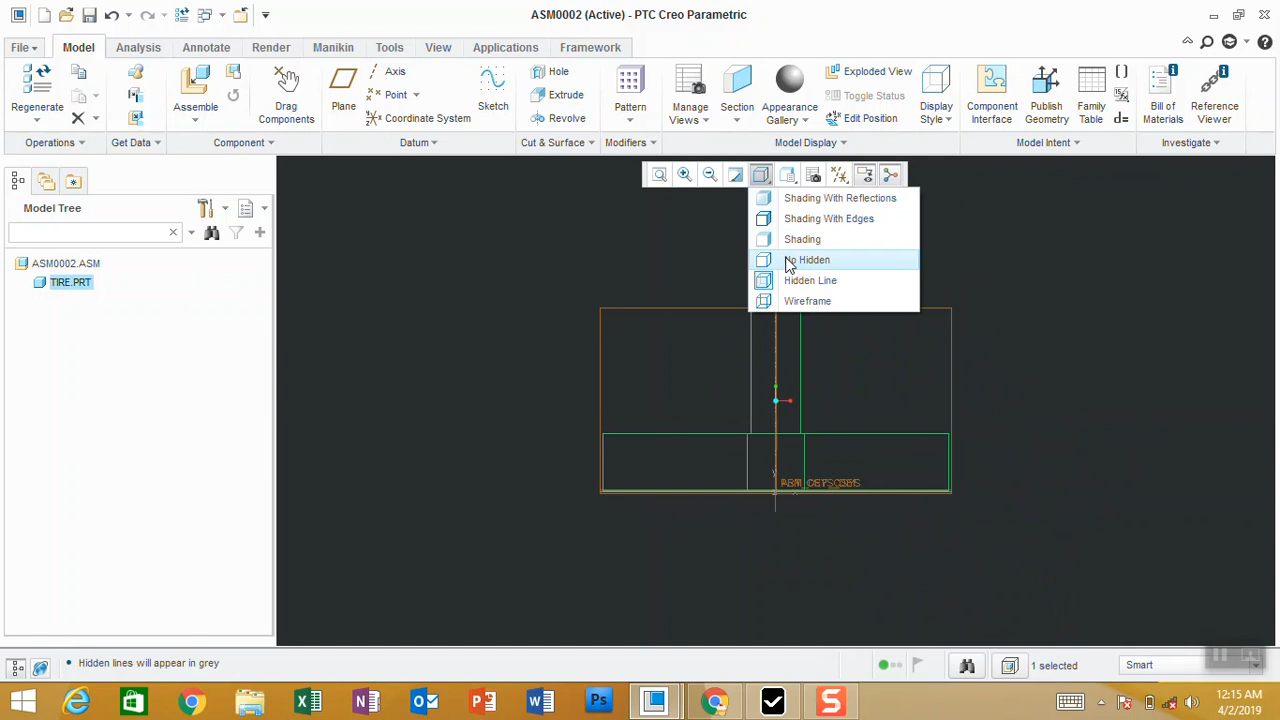 ASM0002 (Active) - PTC Creo Parametric
File Model Analysis Annotate Render Manikin Tools View Applications Framework
Regenerate
Assemble
Drag Components
Plane
Axis
Point
Coordinate System
Sketch
Hole
Extrude
Revolve
Pattern
Manage Views
Section
Appearance Gallery
Exploded View
Toggle Status
Edit Position
Display Style
Component Interface
Publish Geometry
Family Table
d=
Bill of Materials
Reference Viewer
Operations Get Data Component Datum Cut & Surface Modifiers Model Display Model Intent Investigate
Model Tree
ASM0002.ASM
TIRE.PRT
Shading With Reflections
Shading With Edges
Shading
Hidden
Hidden Line
Wireframe
Hidden lines will appear in grey
1 selected
Smart
12:15 AM
4/2/2019